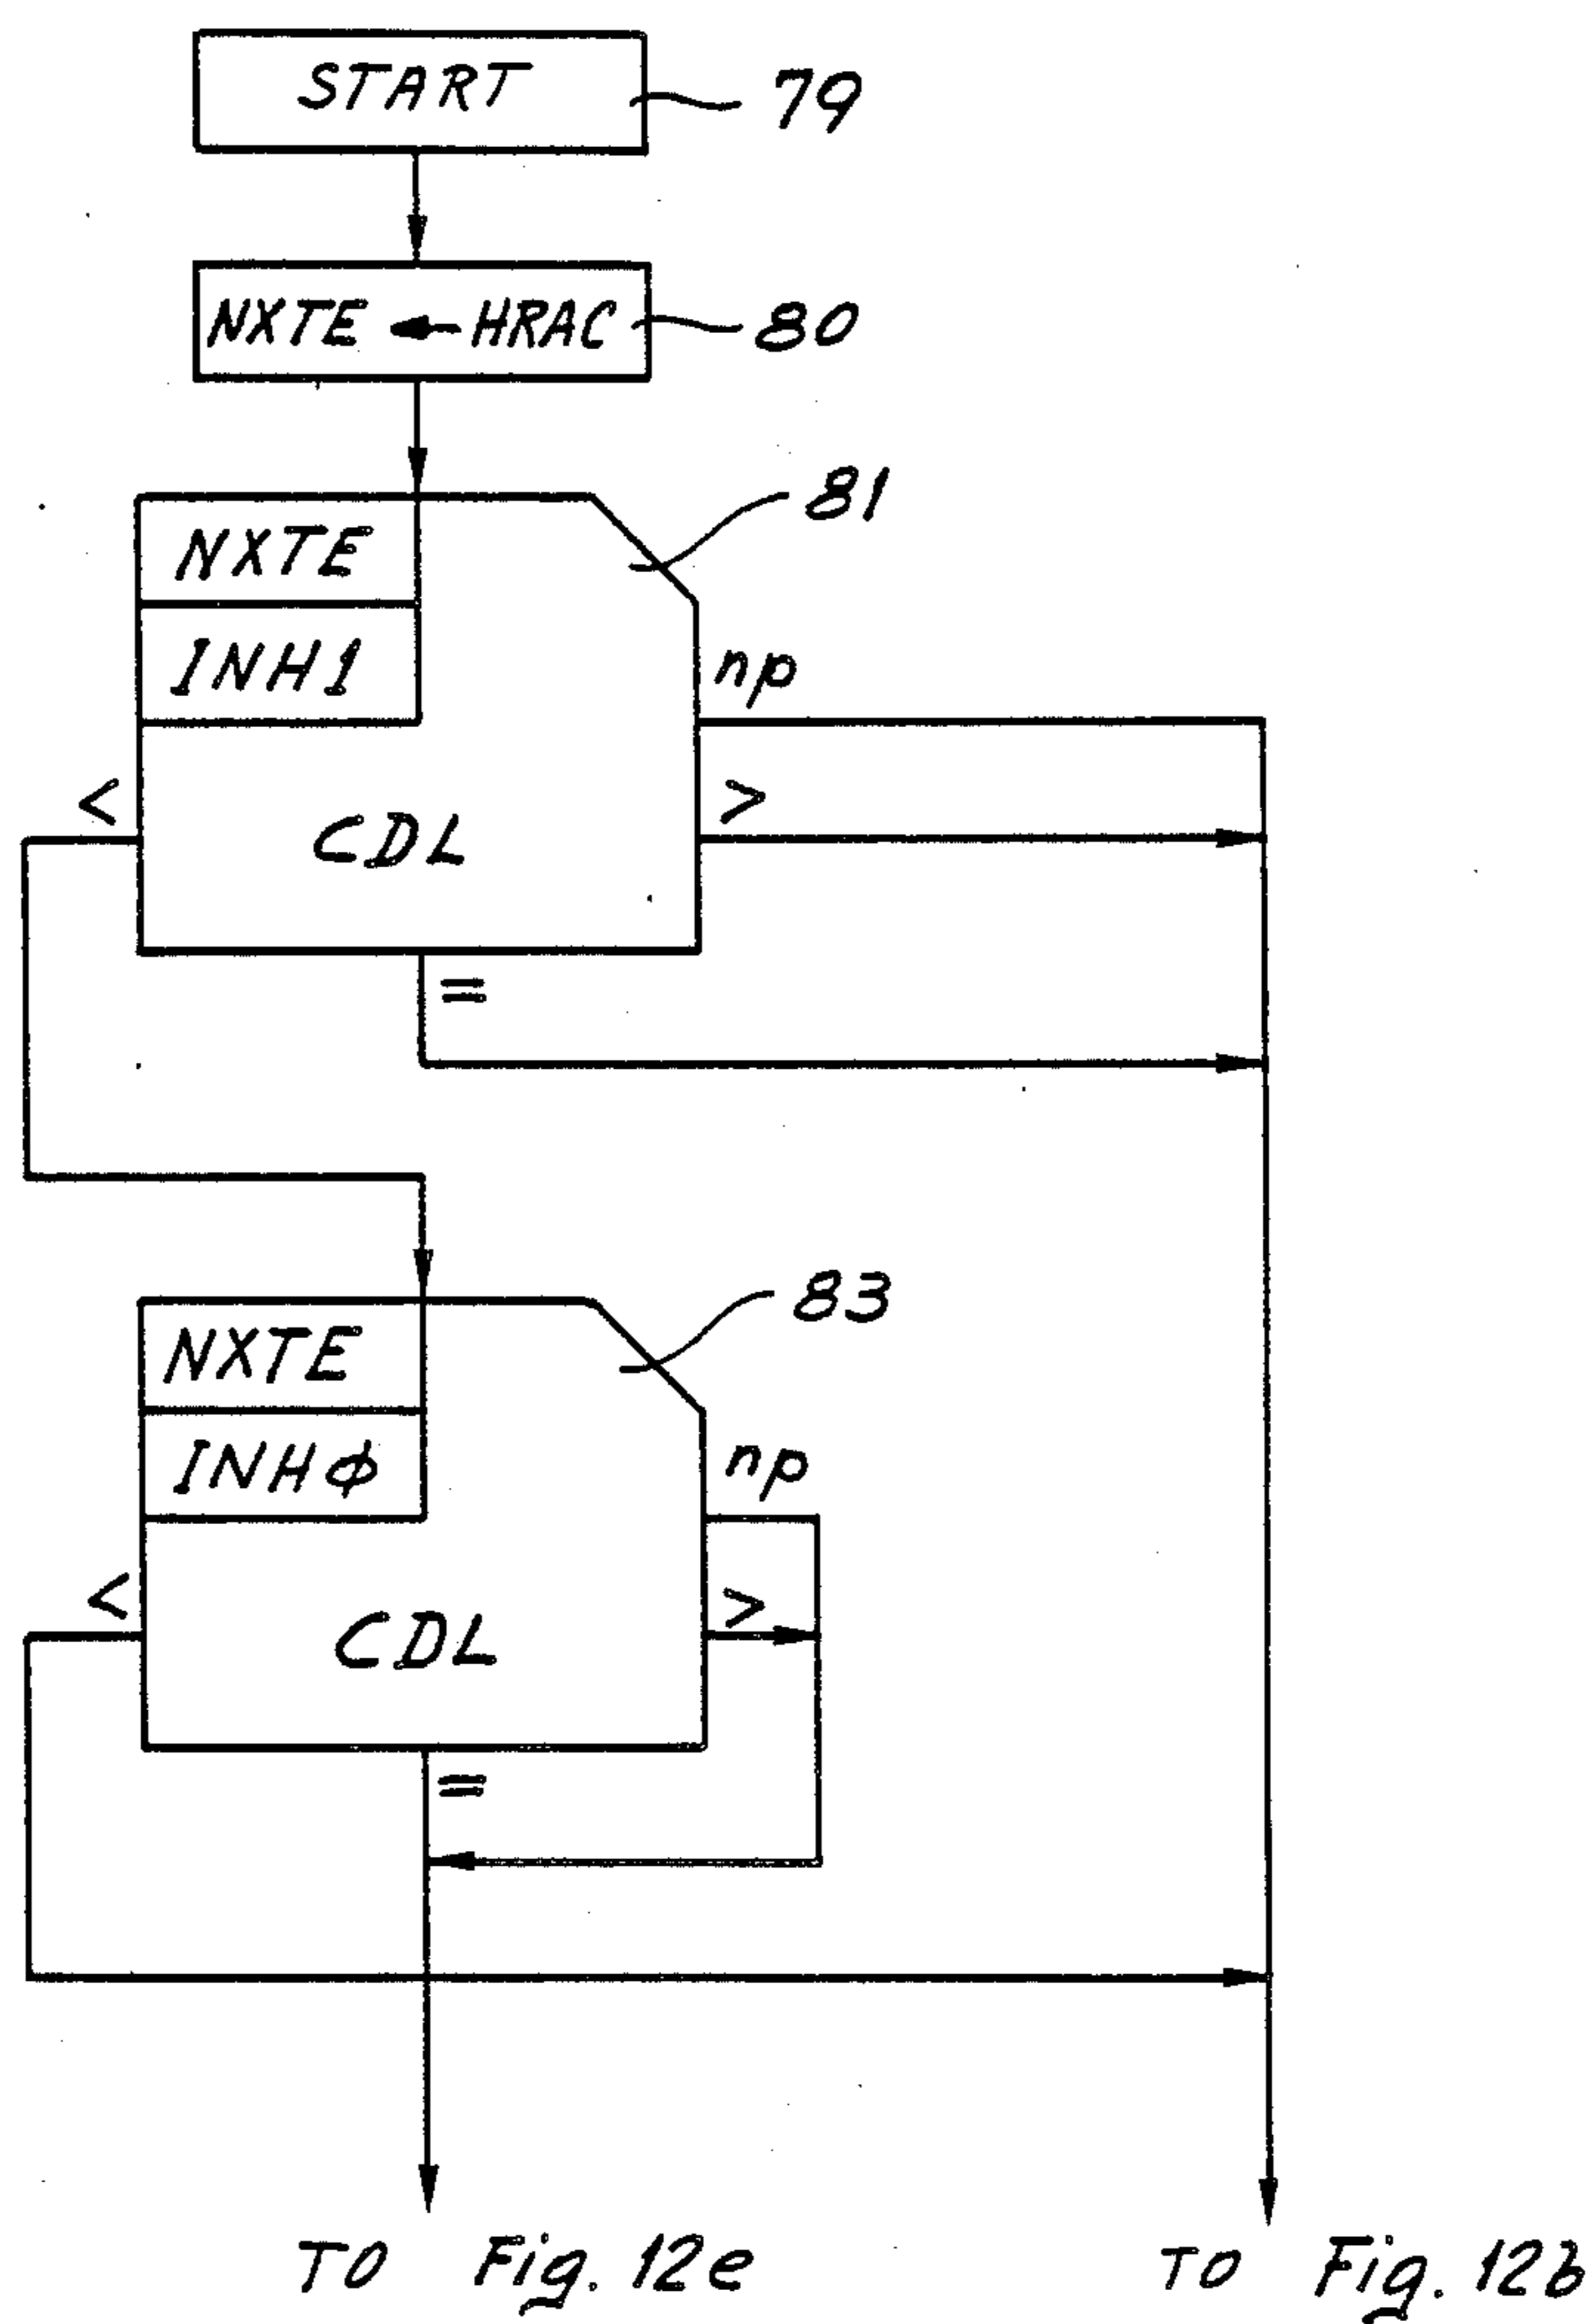 START
79
NXTE ← HRAC
80
81
NXTE
INH1
np
<
>
CDL
=
83
NXTE
INHϕ
np
<
>
CDL
=
TO Fig. 12e
TO Fig. 12b